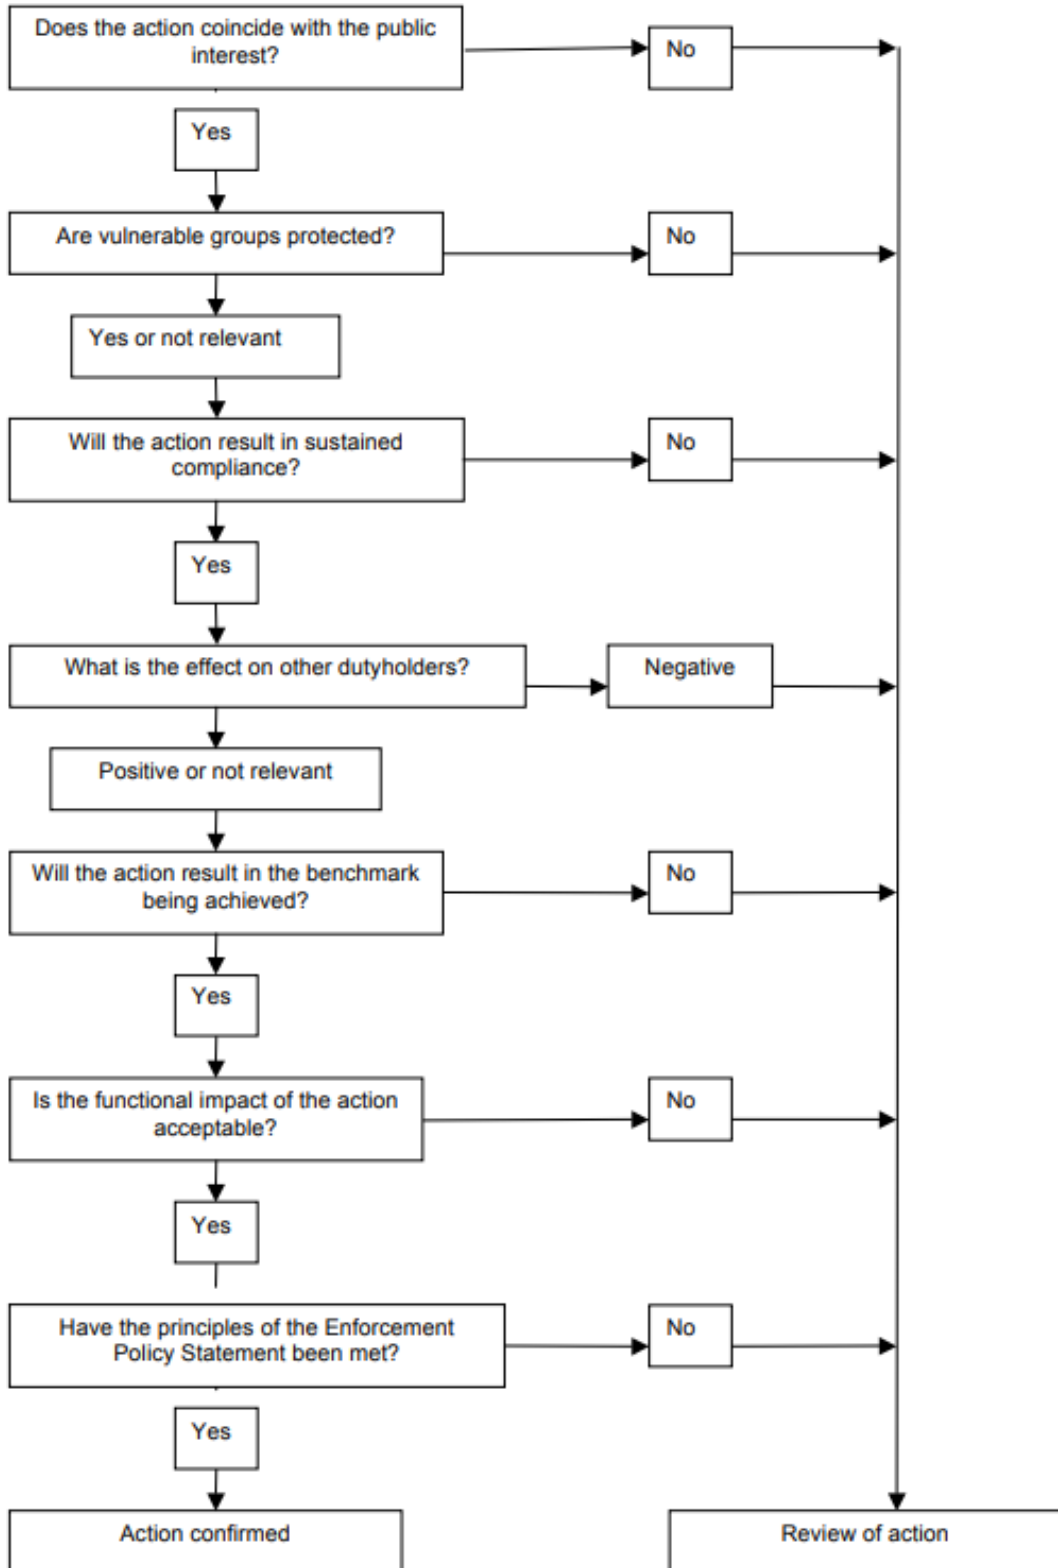 Does the action coincide with the public
interest?
No
Yes
Are vulnerable groups protected?
No
Yes or not relevant
Will the action result in sustained
compliance?
No
Yes
What is the effect on other dutyholders?
Negative
Positive or not relevant
Will the action result in the benchmark
being achieved?
No
Yes
Is the functional impact of the action
acceptable?
No
Yes
Have the principles of the Enforcement
Policy Statement been met?
No
Yes
Action confirmed
Review of action